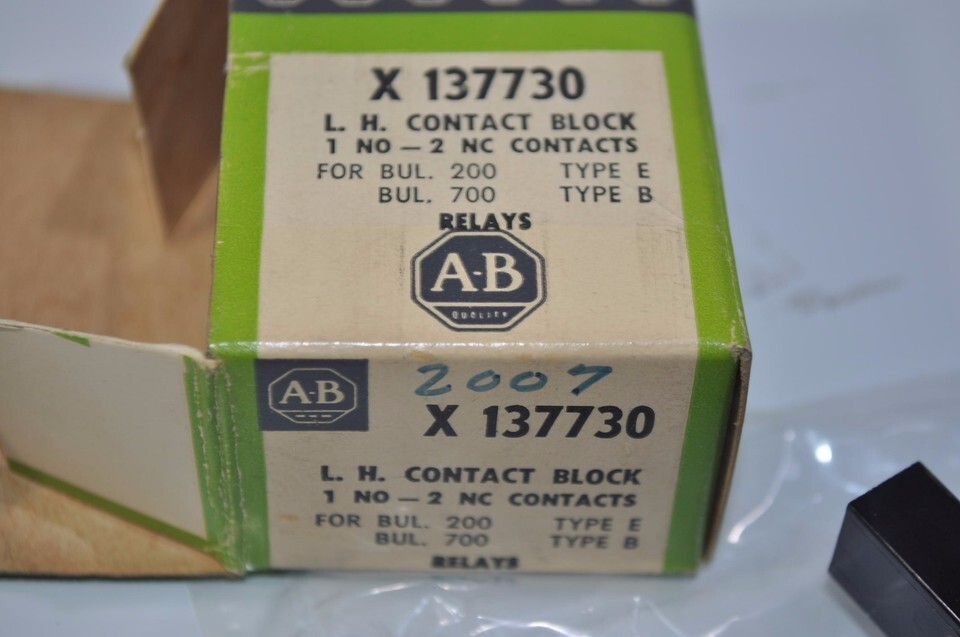 X 137730
L. H. CONTACT BLOCK
1 NO – 2 NC CONTACTS
FOR BUL. 200 TYPE E
BUL. 700 TYPE B
RELAYS
A-B
QUALITY
A-B
2007
X 137730
L. H. CONTACT BLOCK
1 NO – 2 NC CONTACTS
FOR BUL. 200 TYPE E
BUL. 700 TYPE B
RELAYS